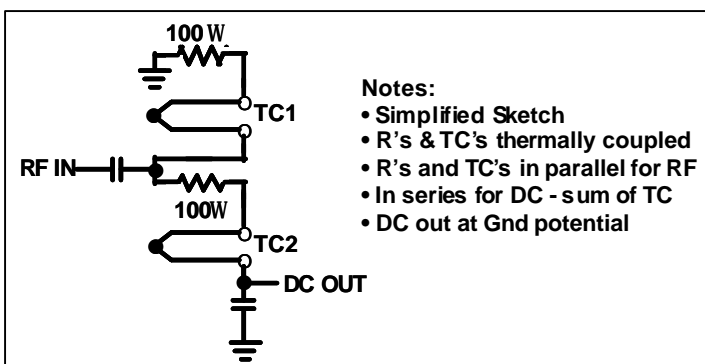 100 W
TC1
RF IN
100W
TC2
DC OUT
Notes:
• Simplified Sketch
• R's & TC's thermally coupled
• R's and TC's in parallel for RF
• In series for DC - sum of TC
• DC out at Gnd potential